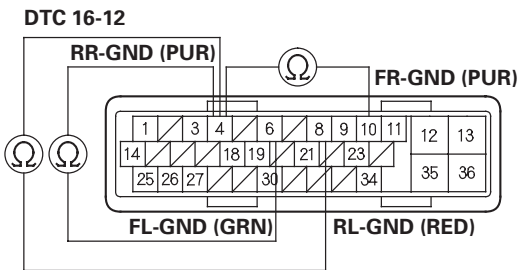 DTC 16-12
RR-GND (PUR)
Ω
FR-GND (PUR)
1 3 4 6 8 9 10 11 12 13
Ω Ω
14 18 19 21 23
25 26 27 30 34 35 36
FL-GND (GRN) RL-GND (RED)